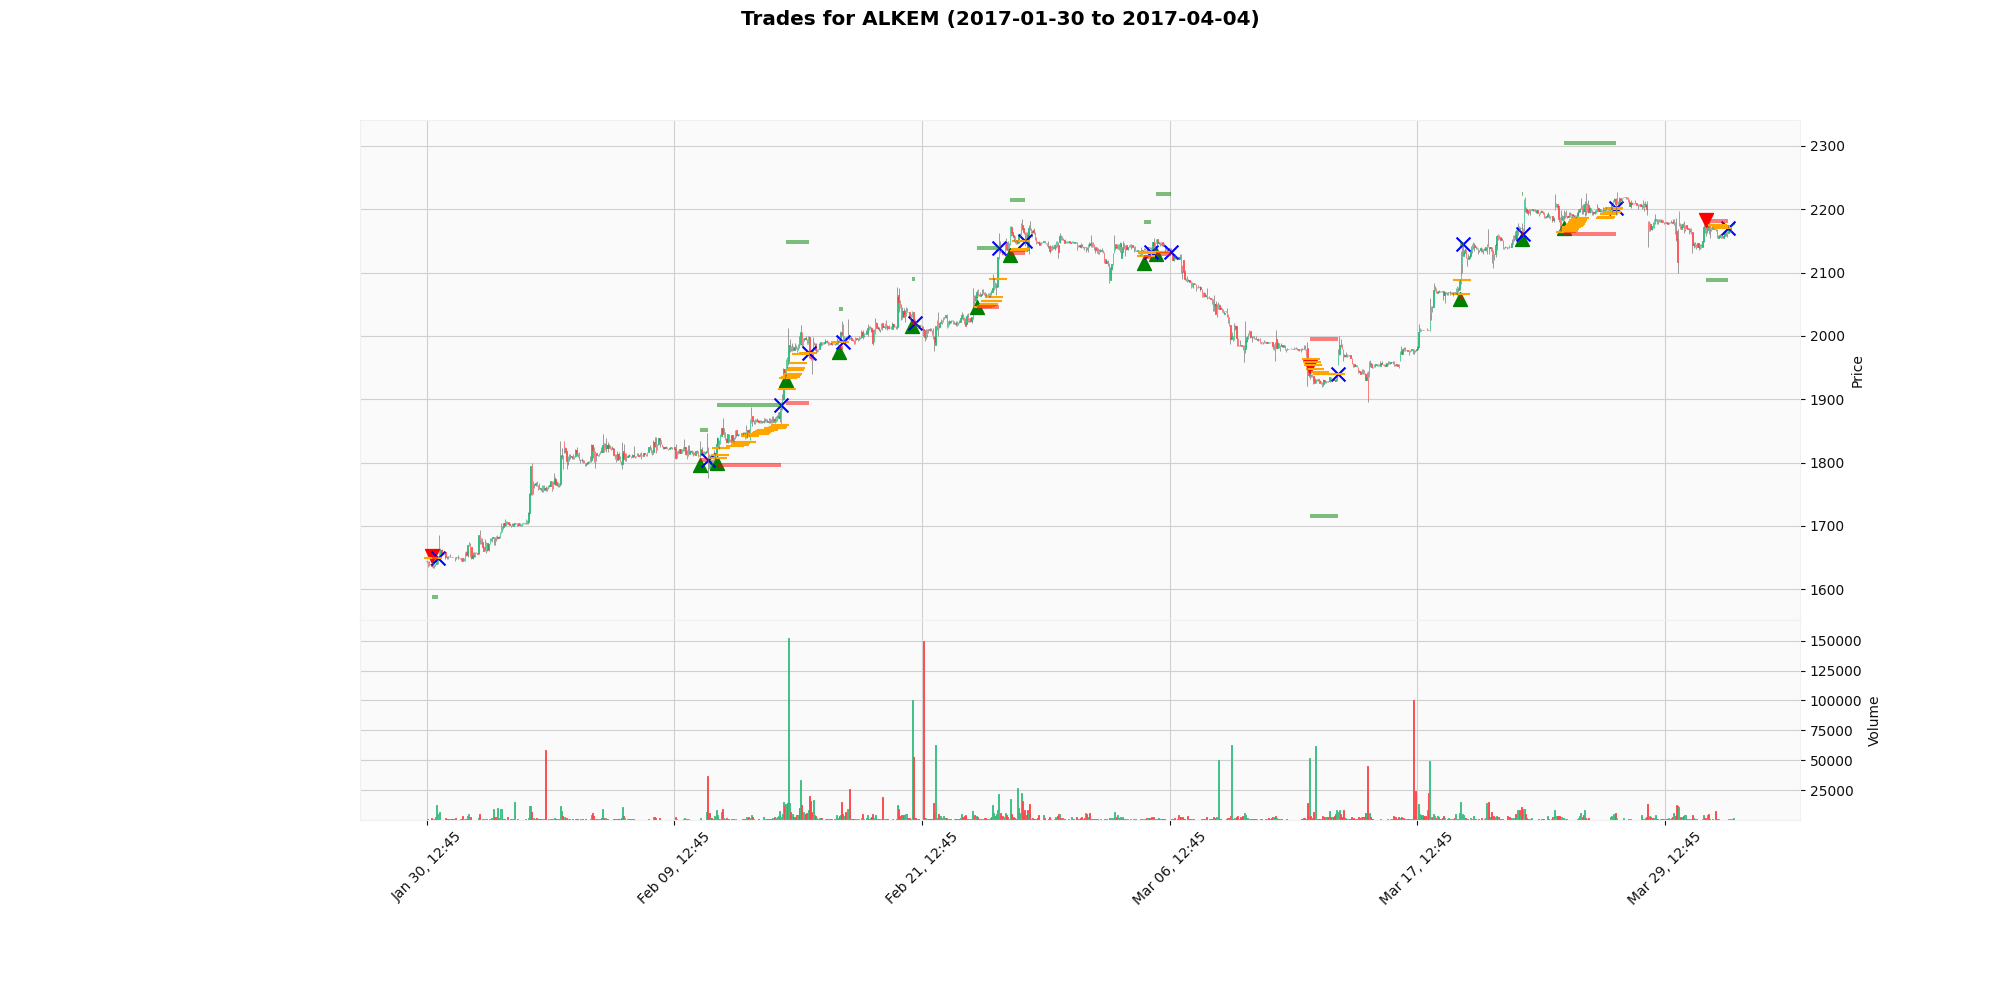 Trades for ALKEM (2017-01-30 to 2017-04-04)
2300
2200
2100
2000
1900
1800
1700
1600
Price
150000
125000
100000
75000
50000
25000
Volume
Jan 30, 12:45
Feb 09, 12:45
Feb 21, 12:45
Mar 06, 12:45
Mar 17, 12:45
Mar 29, 12:45